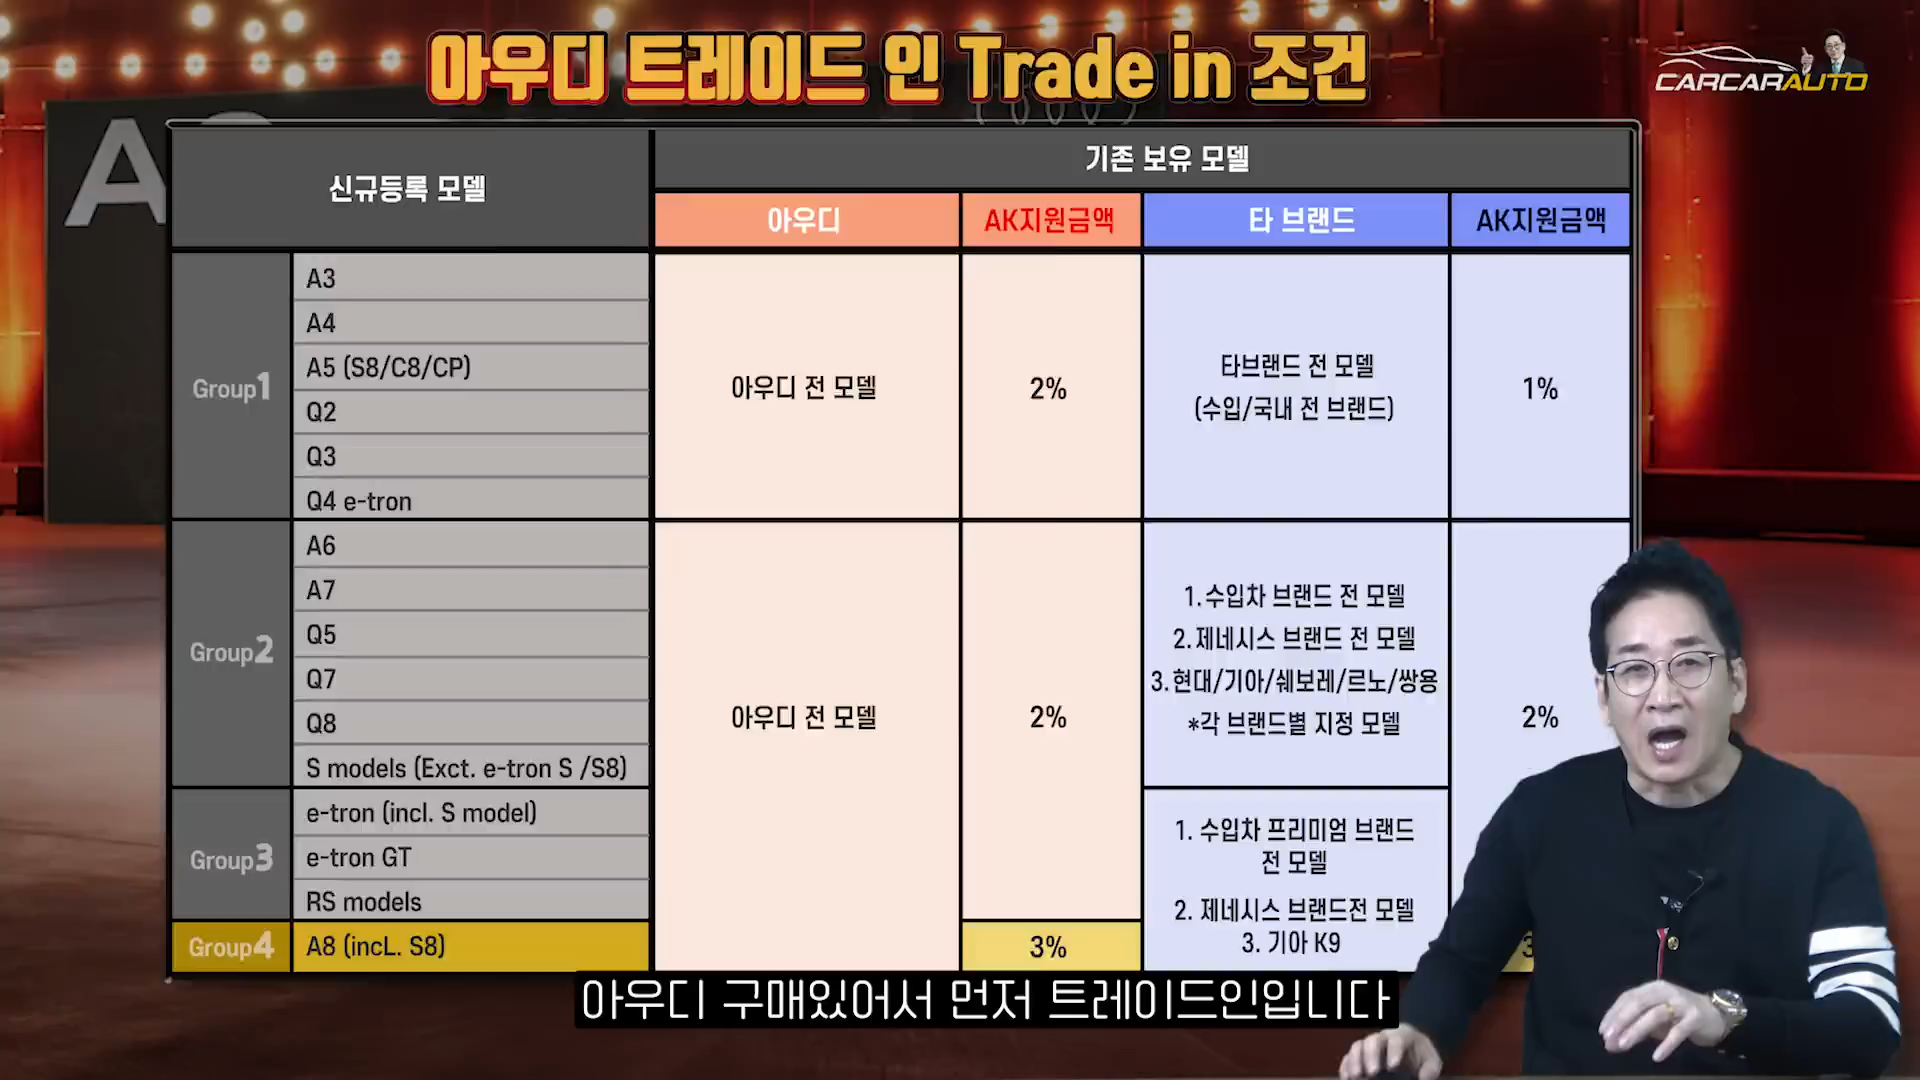 아우디 트레이드 인 Trade in 조건
CARCARAUTO
신규등록 모델
기존 보유 모델
아우디
AK지원금액
타 브랜드
AK지원금액
Group1
A3
A4
A5 (S8/C8/CP)
Q2
Q3
Q4 e-tron
아우디 전 모델
2%
타브랜드 전 모델
(수입/국내 전 브랜드)
1%
Group2
A6
A7
Q5
Q7
Q8
S models (Exct. e-tron S /S8)
아우디 전 모델
2%
1.수입차 브랜드 전 모델
2.제네시스 브랜드 전 모델
3.현대/기아/쉐보레/르노/쌍용
*각 브랜드별 지정 모델
2%
Group3
e-tron (incl. S model)
e-tron GT
RS models
1. 수입차 프리미엄 브랜드
전 모델
2. 제네시스 브랜드전 모델
3. 기아 K9
Group4
A8 (incL. S8)
3%
아우디 구매있어서 먼저 트레이드인입니다